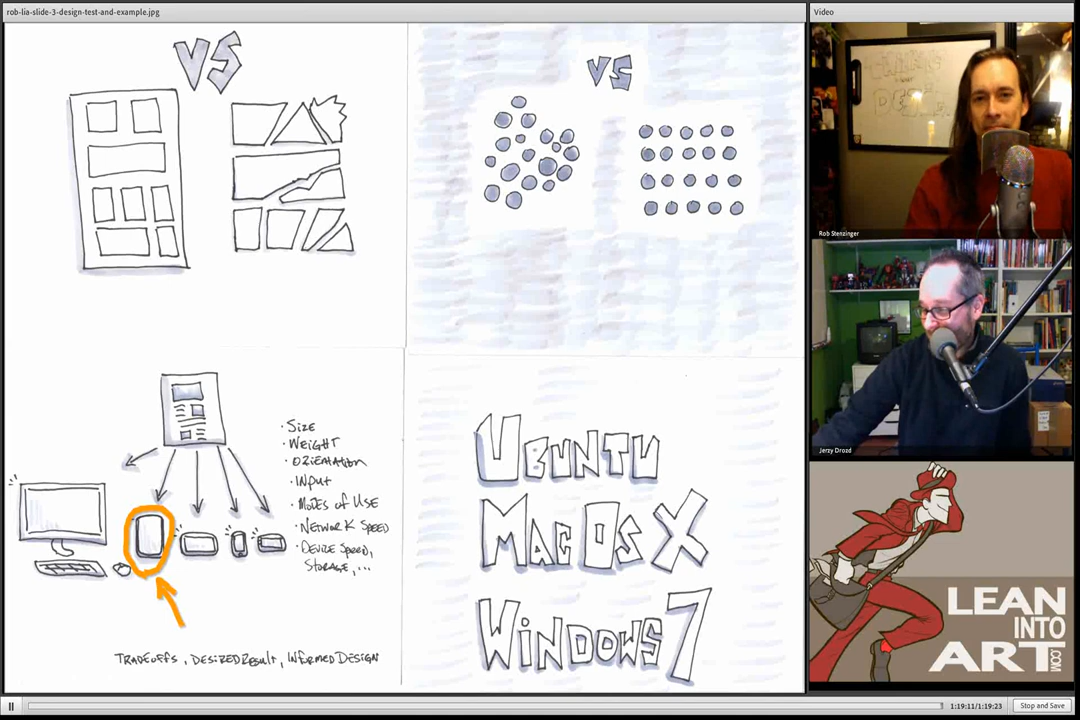 rob-lia-slide-3-design-test-and-example.jpg
VS
VS
· Size
· Weight
· Orientation
· Input
· Modes of Use
· Network Speed
· Device Speed,
Storage, ...
Tradeoffs, Desired Result, Informed Design
Ubuntu
Mac OS X
Windows 7
Video
Rob Stenzinger
Jerzy Drozd
LEAN
INTO
ART
.COM
1:19:11/1:19:23
Stop and Save